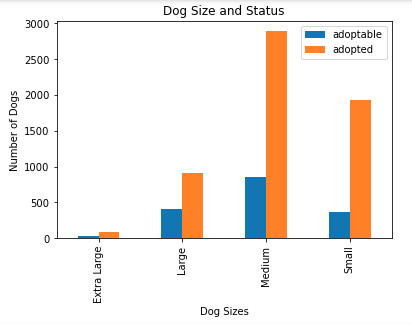 Dog Size and Status
adoptable
adopted
Number of Dogs
3000
2500
2000
1500
1000
500
0
Extra Large
Large
Medium
Small
Dog Sizes